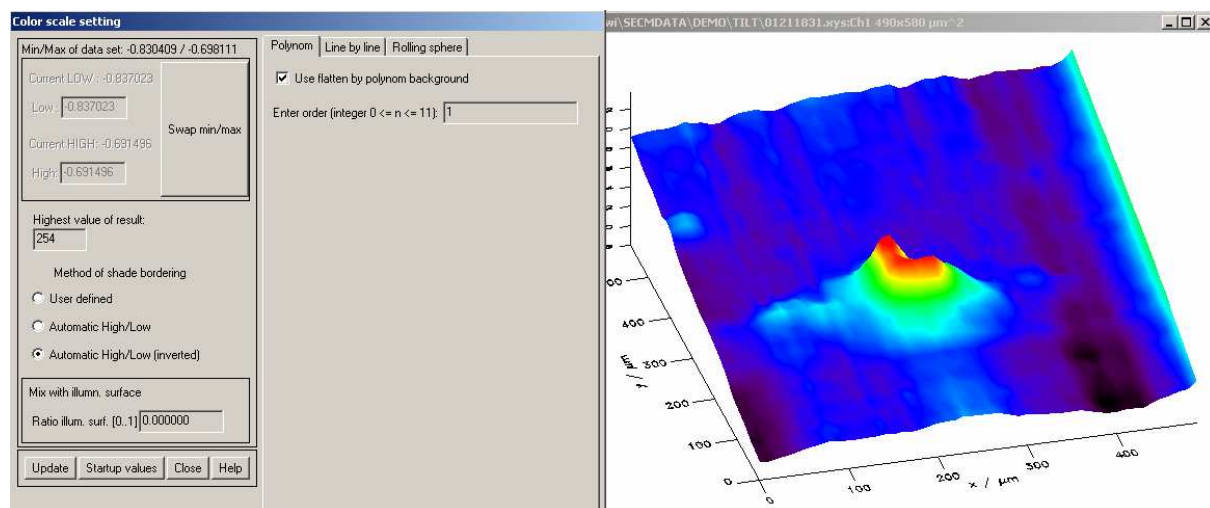 Color scale setting
Min/Max of data set: -0.830409 / -0.698111
Current LOW : -0.837023
Low : -0.837023
Swap min/max
Current HIGH: -0.691496
High: -0.691496
Highest value of result:
254
Method of shade bordering
User defined
Automatic High/Low
Automatic High/Low (inverted)
Mix with illumn. surface
Ratio illum. surf. [0..1] 0.000000
Update Startup values Close Help
Polynom Line by line Rolling sphere
Use flatten by polynom background
Enter order (integer 0 <= n <= 11): 1
wi\SECMDATA\DEMO\TILT\01211831.xys:Ch1 490x580 µm^2
00
400
300
200
100
0
y / µm
0
100
200
300
400
x / µm